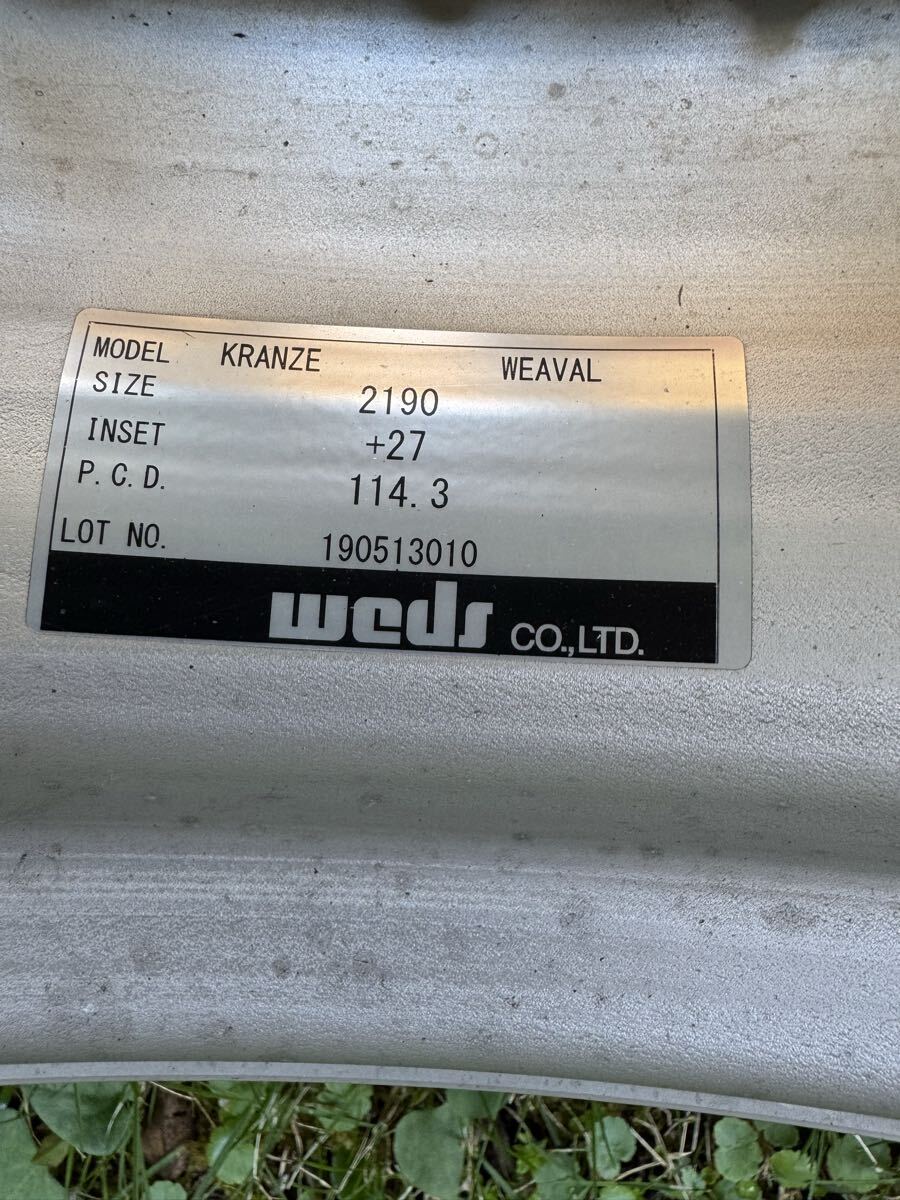 MODEL KRANZE WEAVAL
SIZE 2190
INSET +27
P.C.D. 114.3
LOT NO. 190513010
weds CO.,LTD.